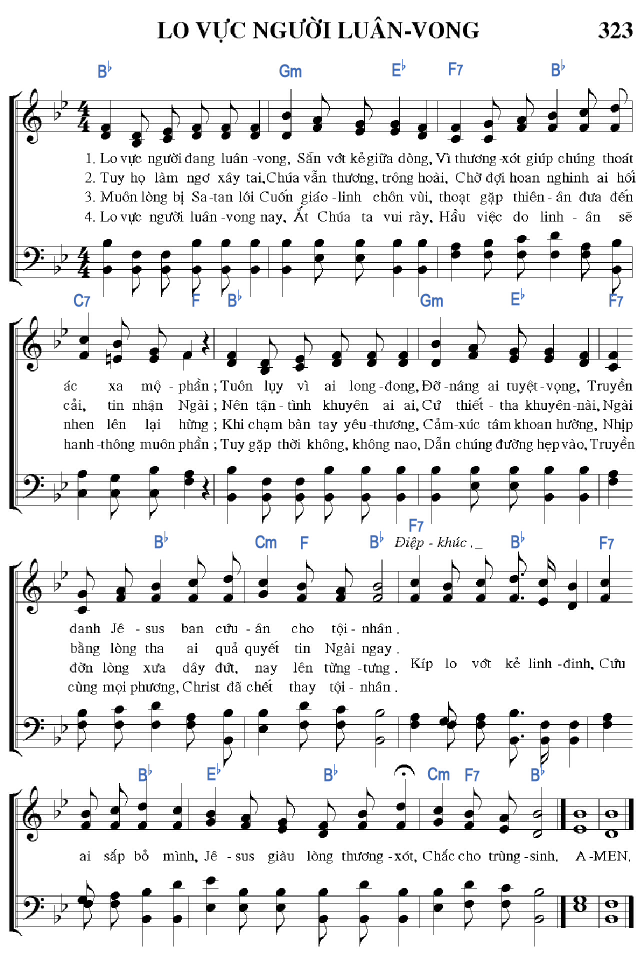 LO VỰC NGƯỜI LUÂN-VONG 323
B♭ Gm E♭ F7 B♭
1. Lo vực người đang luân-vong, Sẵn vớt kẻ giữa dòng, Vì thương-xót giúp chúng thoát
2. Tuy họ làm ngơ xây tai, Chúa vẫn thương, trông hoài, Chờ đợi hoan nghinh ai hối
3. Muôn lòng bị Sa-tan lôi Cuốn giáo-linh chôn vùi, thoạt gặp thiên-ân đưa đến
4. Lo vực người luân-vong nay, Ắt Chúa ta vui rày, Hầu việc do linh-ân sẽ
C7 F B♭ Gm E♭ F7
ác xa mộ-phần; Tuôn lụy vì ai long-đong, Đỡ-nâng ai tuyệt-vọng, Truyền
cải, tin nhận Ngài; Nên tận-tình khuyên ai ai, Cứ thiết-tha khuyên-nài, Ngài
nhen lên lại hừng; Khi chạm bàn tay yêu-thương, Cảm-xúc tâm khoan hường, Nhịp
hanh-thông muôn phần; Tuy gặp thời không, không nao, Dẫn chúng đường hẹp vào, Truyền
F7
B♭ Cm F B♭ Điệp-khúc._ B♭ F7
danh Jê-sus ban cứu-ân cho tội-nhân.
bằng lòng tha ai quả quyết tin Ngài ngay.
đờn lòng xưa dây đứt, nay lên từng-tưng.
cùng mọi phương, Christ đã chết thay tội-nhân.
Kíp lo vớt kẻ linh-đinh, Cứu
B♭ E♭ B♭ Cm F7 B♭
ai sắp bỏ mình, Jê-sus giàu lòng thương-xót, Chắc cho trùng-sinh. A-MEN.